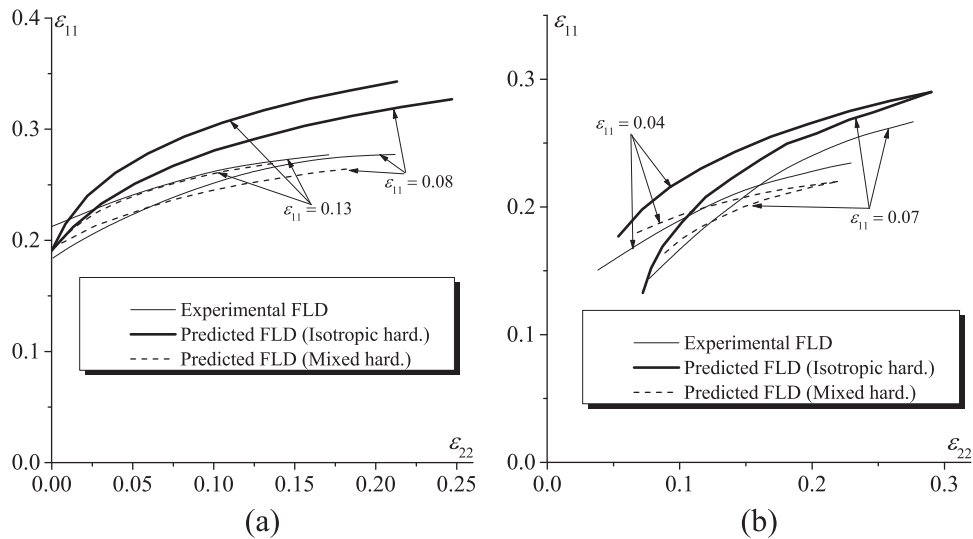 ε11
0.4
0.3
0.2
0.1
0.0
ε11 = 0.13
ε11 = 0.08
Experimental FLD
Predicted FLD (Isotropic hard.)
Predicted FLD (Mixed hard.)
ε22
0.00 0.05 0.10 0.15 0.20 0.25
(a)
ε11
0.3
0.2
0.1
0.0
ε11 = 0.04
ε11 = 0.07
Experimental FLD
Predicted FLD (Isotropic hard.)
Predicted FLD (Mixed hard.)
ε22
0.0 0.1 0.2 0.3
(b)